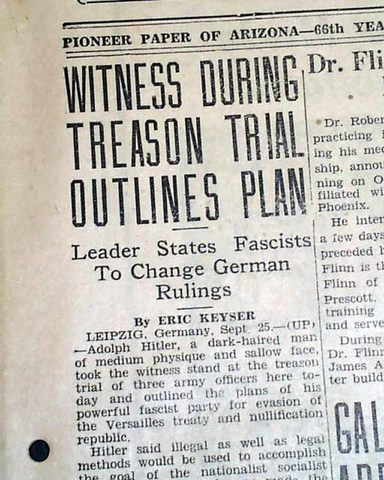 PIONEER PAPER OF ARIZONA—66th YEA
WITNESS DURING
TREASON TRIAL
OUTLINES PLAN
Leader States Fascists
To Change German
Rulings
By ERIC KEYSER
LEIPZIG, Germany, Sept. 25.—(UP)
—Adolph Hitler, a dark-haired man
of medium physique and sallow face,
took the witness stand at the treason
trial of three army officers here to-
day and outlined the plans of his
powerful fascist party for evasion of
the Versailles treaty and nullification
republic.
Hitler said illegal as well as legal
methods would be used to accomplish
the goal of the nationalist socialist
Dr. Fli
Dr. Rober
practicing
ing his med
ship, annou
ning on O
filiated wi
Phoenix.
He inter
a few days
preceded h
Flinn is th
Flinn of
Prescott.
training
and serve
During
Dr. Flin
James A
ter build
GAL